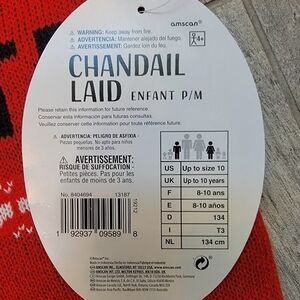 amscan®
⚠ WARNING: Keep away from fire.
⚠ ADVERTENCIA: Mantener alejado del fuego.
⚠ AVERTISSEMENT: Gardez loin du feu.
4+
CHANDAIL
LAID ENFANT P/M
Please retain this information for future reference.
Conservar esta información para futuras consultas.
Veuillez conserver cette information pour toute référence future.
⚠ ADVERTENCIA: PELIGRO DE ASFIXIA -
Piezas pequeñas. No apto para niños
menores de 3 años.
⚠ AVERTISSEMENT:
RISQUE DE SUFFOCATION -
Petites pièces. Pas pour les
enfants de moins de 3 ans.
No. 8404694
13187
1 92937 09589 8
US Up to size 10
UK Up to 10 years
F 8-10 ans
E 8-10 años
D 134
I T3
NL 134 cm